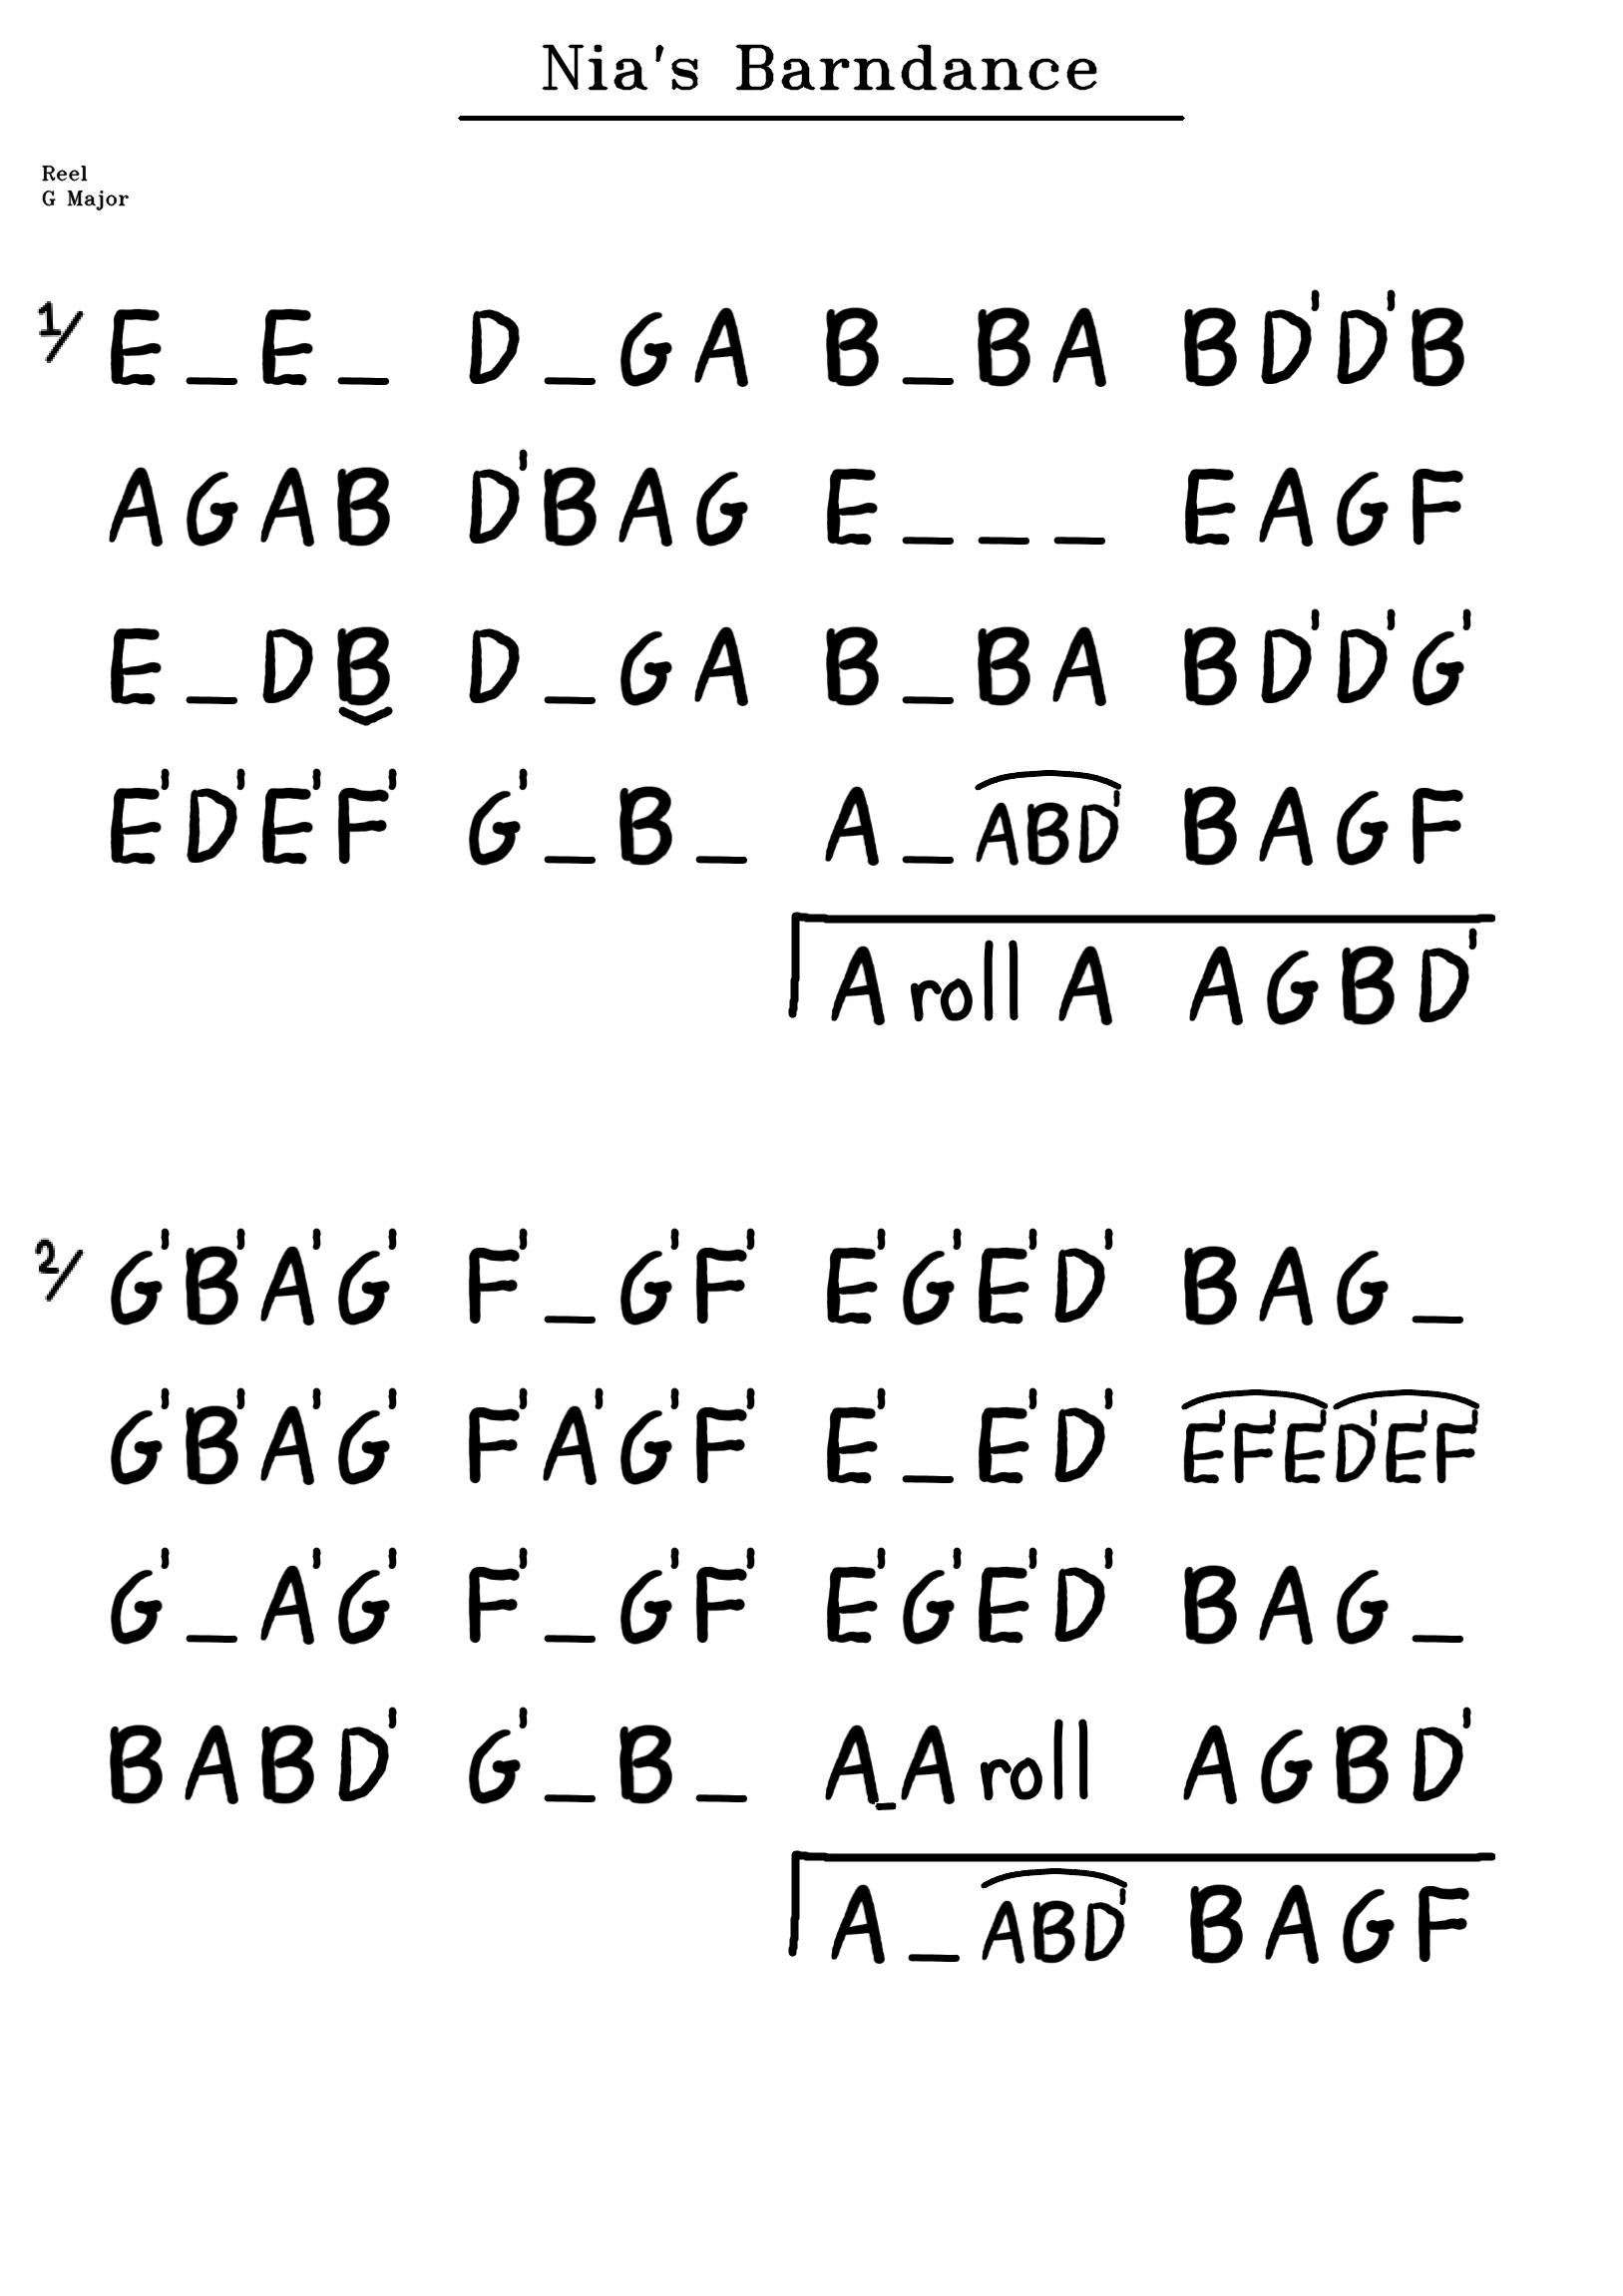 Nia's Barndance
Reel
G Major
1/ E_E_ D_GA B_BA BD'D'B
AGAB D'BAG E___ EAGF
E_DB D_GA B_BA BD'D'G'
E'D'E'F' G'_B_ A_ABD' BAGF
A roll A AGBD'
2/ G'B'A'G' F'_G'F' E'G'E'D' BAG_
G'B'A'G' F'A'G'F' E'_E'D' E'F'E'D'E'F'
G'_A'G' F'_G'F' E'G'E'D' BAG_
BABD' G'_B_ A_A roll AGBD'
A_ABD' BAGF